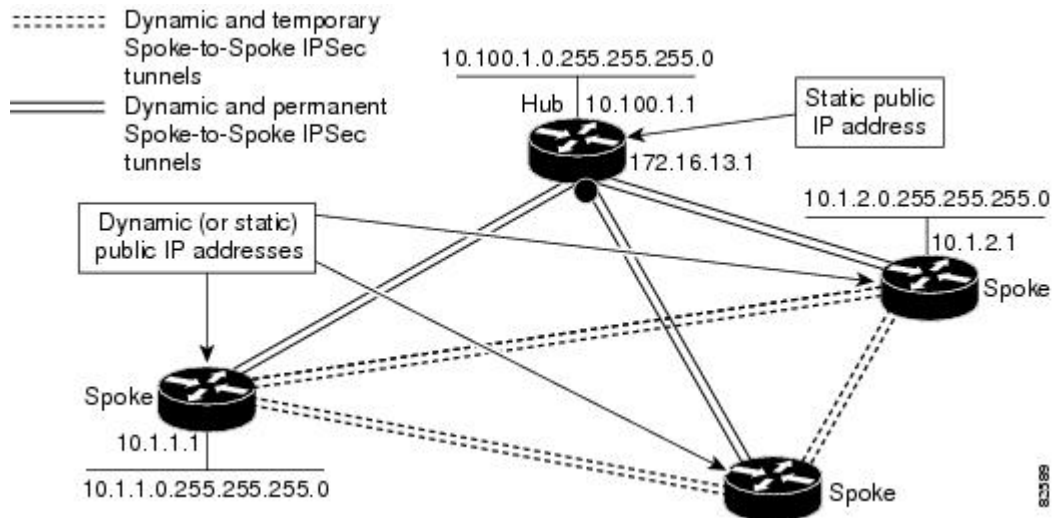 Dynamic and temporary
Spoke-to-Spoke IPSec
tunnels
Dynamic and permanent
Spoke-to-Spoke IPSec
tunnels
10.100.1.0.255.255.255.0
Hub
10.100.1.1
Static public
IP address
172.16.13.1
Dynamic (or static)
public IP addresses
10.1.2.0.255.255.255.0
10.1.2.1
Spoke
Spoke
10.1.1.1
10.1.1.0.255.255.255.0
Spoke
82589